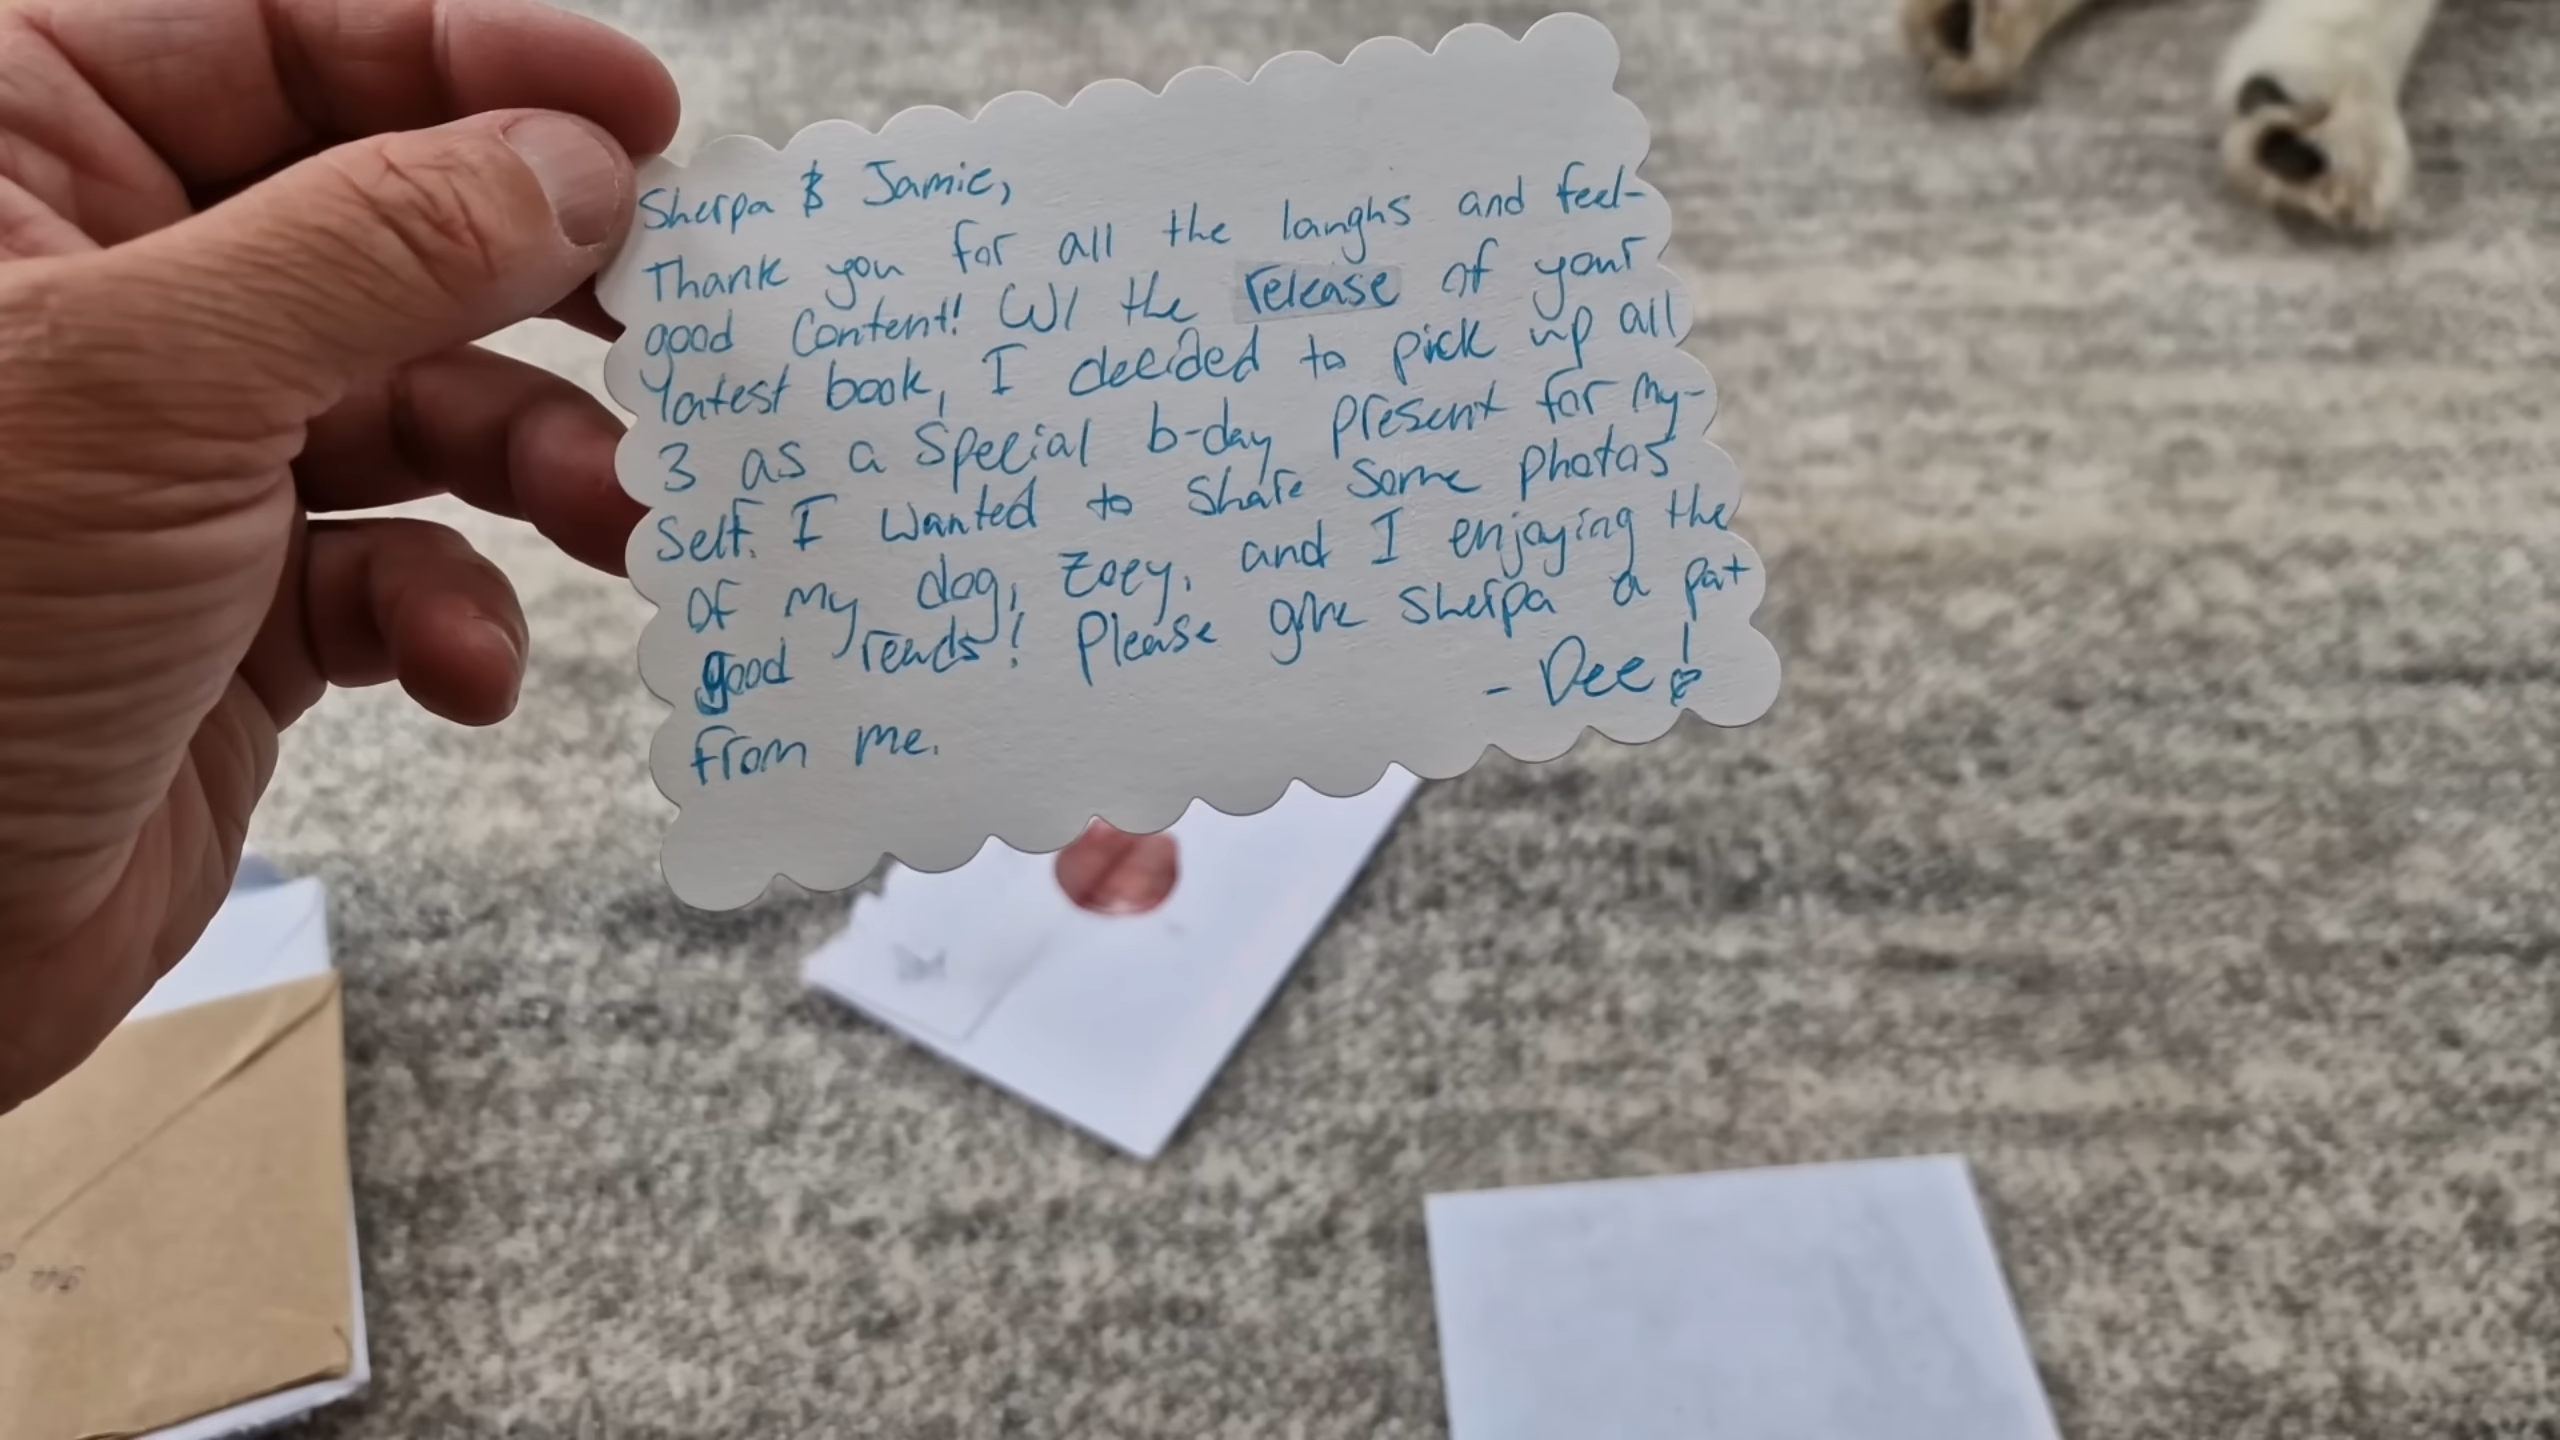 Sherpa & Jamie,
Thank you for all the laughs and feel-
good content! W/ the release of your
latest book, I decided to pick up all
3 as a special b-day present for my-
self. I wanted to share some photos
of my dog, Zoey, and I enjoying the
good reads! Please give Sherpa a pat
from me.
- Dee